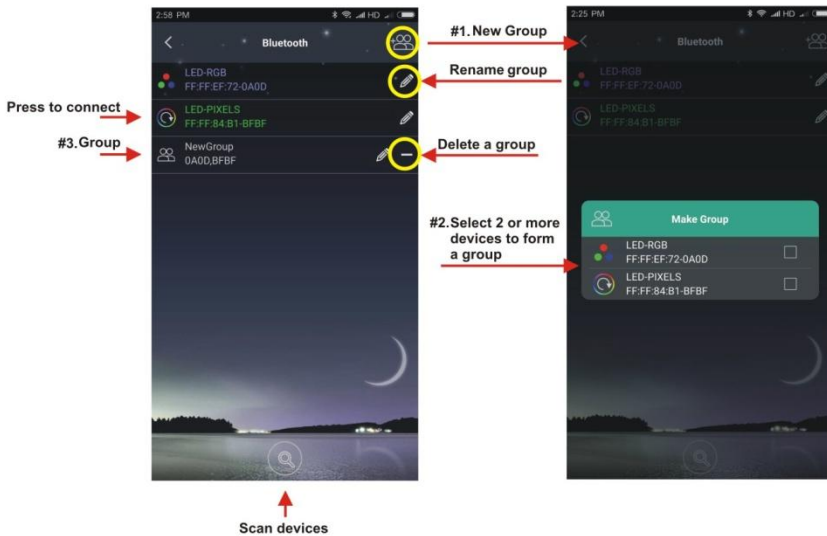 2:58 PM
HD
Bluetooth
LED-RGB
FF:FF:EF:72-0A0D
LED-PIXELS
FF:FF:84:B1-BFBF
NewGroup
0A0D,BFBF
Press to connect
#3.Group
#1. New Group
Rename group
Delete a group
#2.Select 2 or more
devices to form
a group
Scan devices
2:25 PM
HD
Bluetooth
LED-RGB
FF:FF:EF:72-0A0D
LED-PIXELS
FF:FF:84:B1-BFBF
Make Group
LED-RGB
FF:FF:EF:72-0A0D
LED-PIXELS
FF:FF:84:B1-BFBF